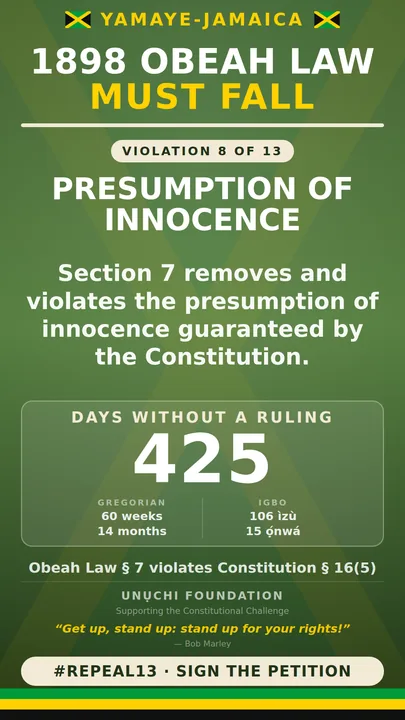 YAMAYE-JAMAICA
1898 OBEAH LAW
MUST FALL
VIOLATION 8 OF 13
PRESUMPTION OF
INNOCENCE
Section 7 removes and
violates the presumption of
innocence guaranteed by
the Constitution.
DAYS WITHOUT A RULING
425
GREGORIAN
60 weeks
14 months
IGBO
106 ìzù
15 ọ́nwá
Obeah Law § 7 violates Constitution § 16(5)
UNỤCHI FOUNDATION
Supporting the Constitutional Challenge
“Get up, stand up: stand up for your rights!”
— Bob Marley
#REPEAL13 · SIGN THE PETITION